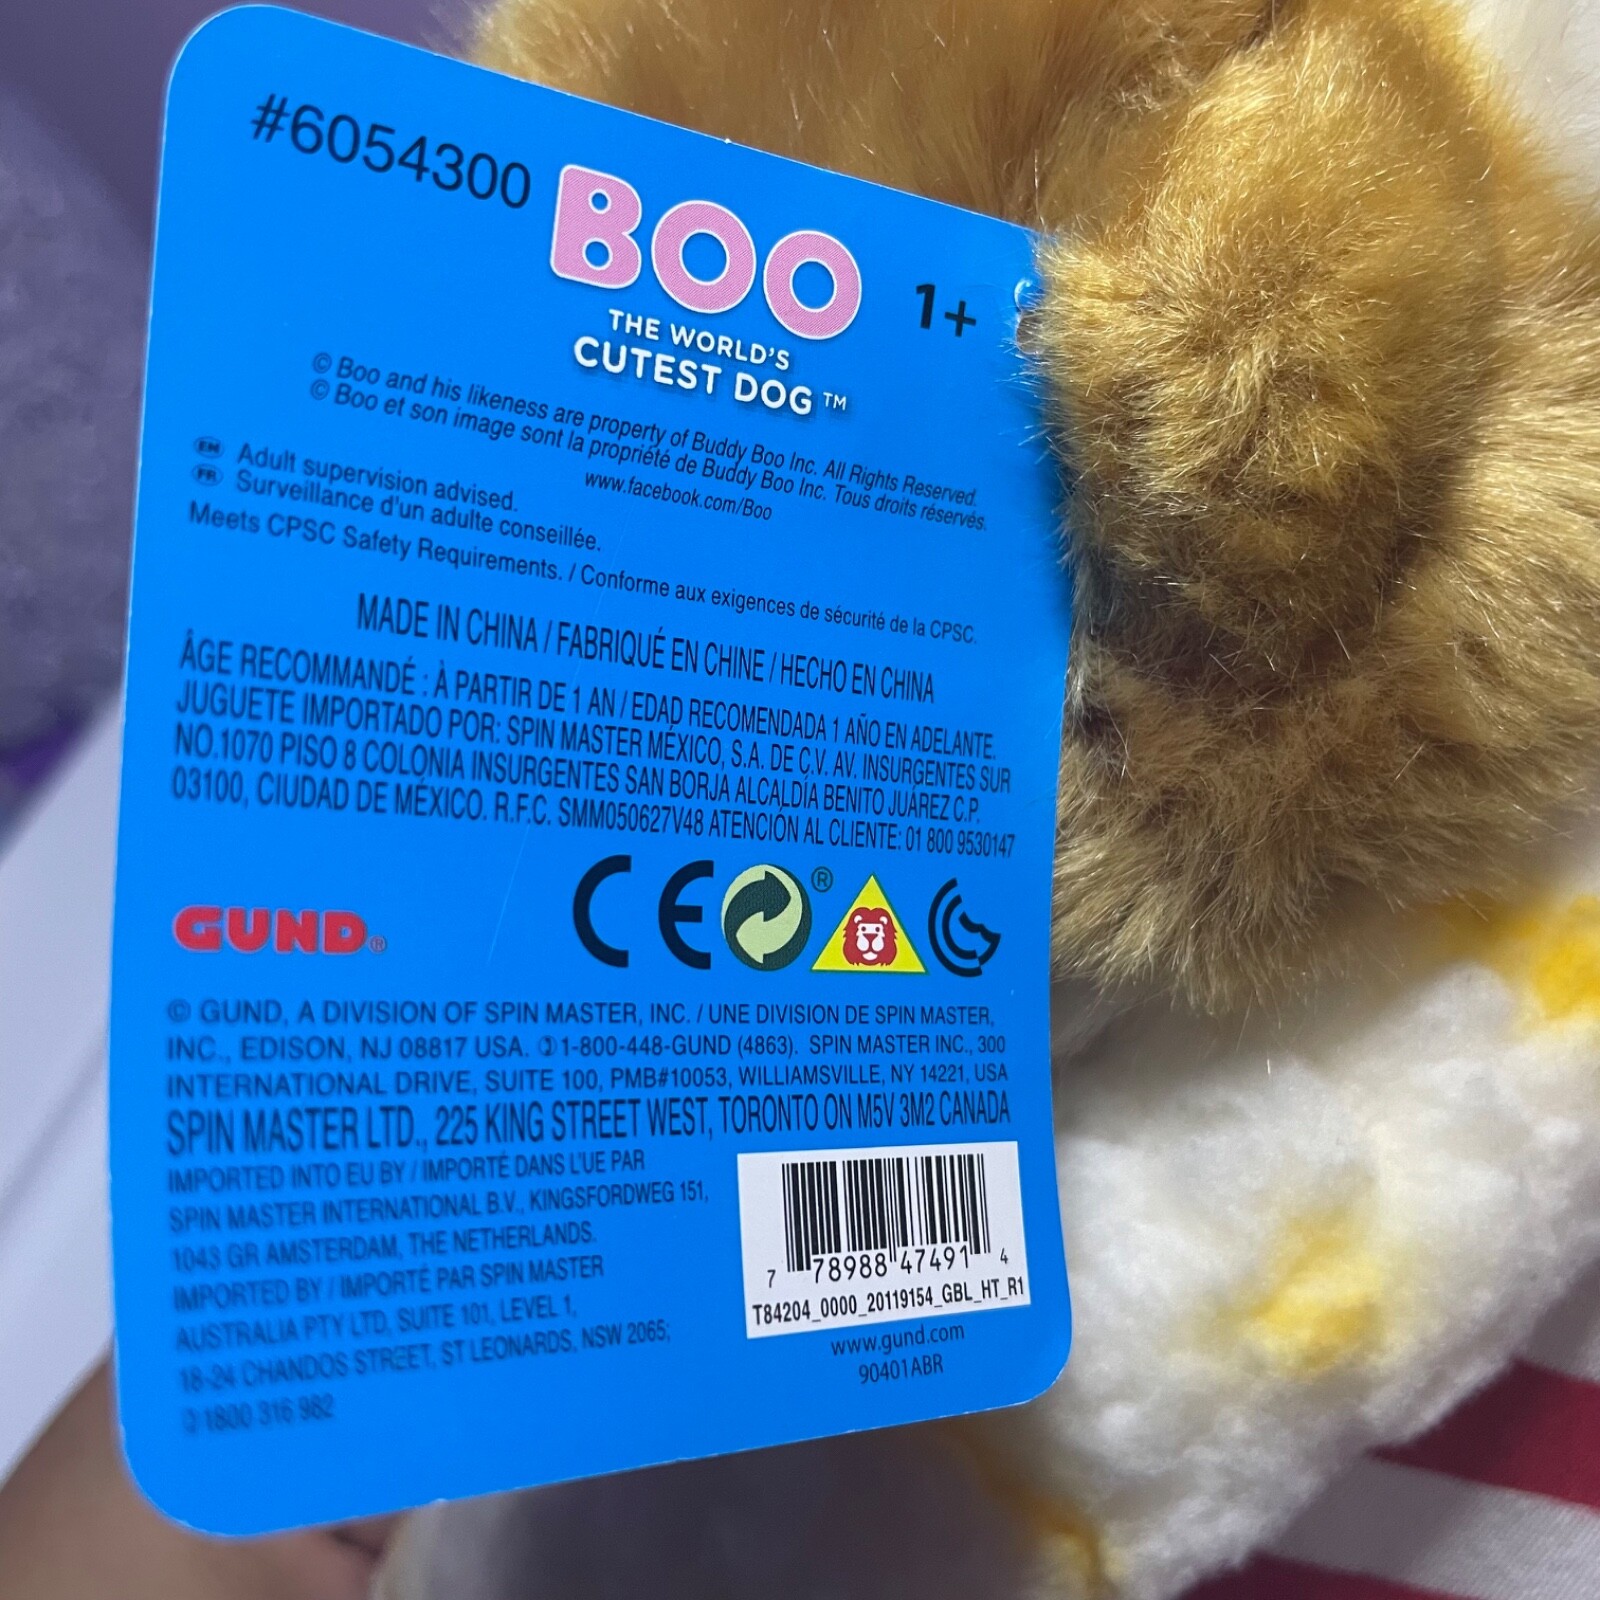 #6054300
BOO
1+
THE WORLD'S
CUTEST DOG ™
© Boo and his likeness are property of Buddy Boo Inc. All Rights Reserved.
© Boo et son image sont la propriété de Buddy Boo Inc. Tous droits réservés.
www.facebook.com/Boo
EN Adult supervision advised.
FR Surveillance d'un adulte conseillée.
Meets CPSC Safety Requirements. / Conforme aux exigences de sécurité de la CPSC.
MADE IN CHINA / FABRIQUÉ EN CHINE / HECHO EN CHINA
ÂGE RECOMMANDÉ : À PARTIR DE 1 AN / EDAD RECOMENDADA 1 AÑO EN ADELANTE.
JUGUETE IMPORTADO POR: SPIN MASTER MÉXICO, S.A. DE C.V. AV. INSURGENTES SUR
NO.1070 PISO 8 COLONIA INSURGENTES SAN BORJA ALCALDÍA BENITO JUÁREZ C.P.
03100, CIUDAD DE MÉXICO. R.F.C. SMM050627V48 ATENCIÓN AL CLIENTE: 01 800 9530147
GUND® CE ®
© GUND, A DIVISION OF SPIN MASTER, INC. / UNE DIVISION DE SPIN MASTER,
INC., EDISON, NJ 08817 USA. ✆ 1-800-448-GUND (4863). SPIN MASTER INC., 300
INTERNATIONAL DRIVE, SUITE 100, PMB#10053, WILLIAMSVILLE, NY 14221, USA
SPIN MASTER LTD., 225 KING STREET WEST, TORONTO ON M5V 3M2 CANADA
IMPORTED INTO EU BY / IMPORTÉ DANS L'UE PAR
SPIN MASTER INTERNATIONAL B.V., KINGSFORDWEG 151,
1043 GR AMSTERDAM, THE NETHERLANDS.
IMPORTED BY / IMPORTÉ PAR SPIN MASTER
AUSTRALIA PTY LTD, SUITE 101, LEVEL 1,
18-24 CHANDOS STREET, ST LEONARDS, NSW 2065;
✆ 1800 316 982
7 78988 47491 4
T84204_0000_20119154_GBL_HT_R1
www.gund.com
90401ABR